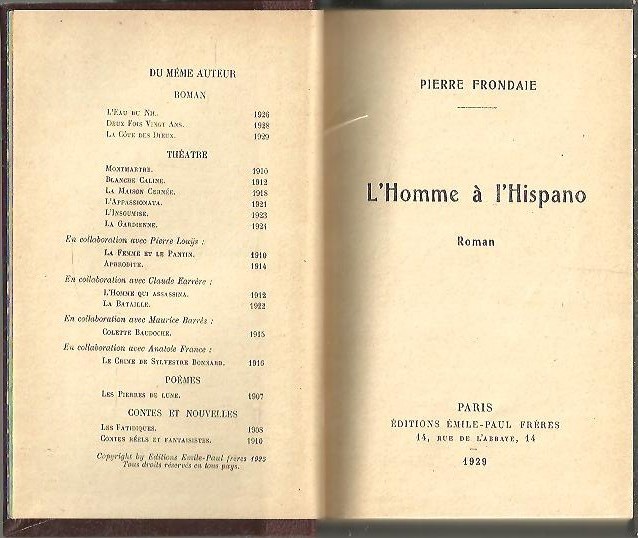 DU MÊME AUTEUR
ROMAN
L'EAU DU NIL. 1926
DEUX FOIS VINGT ANS. 1928
LA CÔTE DES DIEUX. 1929
THÉATRE
MONTMARTRE. 1910
BLANCHE CALINE. 1912
LA MAISON CERNÉE. 1918
L'APPASSIONATA. 1921
L'INSOUMISE. 1923
LA GARDIENNE. 1924
En collaboration avec Pierre Louÿs :
LA FEMME ET LE PANTIN. 1910
APHRODITE. 1914
En collaboration avec Claude Farrère :
L'HOMME QUI ASSASSINA. 1912
LA BATAILLE. 1922
En collaboration avec Maurice Barrès :
COLETTE BAUDOCHE. 1915
En collaboration avec Anatole France :
LE CRIME DE SYLVESTRE BONNARD. 1916
POÈMES
LES PIERRES DE LUNE. 1907
CONTES ET NOUVELLES
LES FATIDIQUES. 1908
CONTES RÉELS ET FANTAISISTES. 1910
Copyright by Editions Emile-Paul frères 1925
Tous droits réservés en tous pays.
PIERRE FRONDAIE
L'Homme à l'Hispano
Roman
PARIS
ÉDITIONS ÉMILE-PAUL FRÈRES
14, RUE DE L'ABBAYE, 14
1929